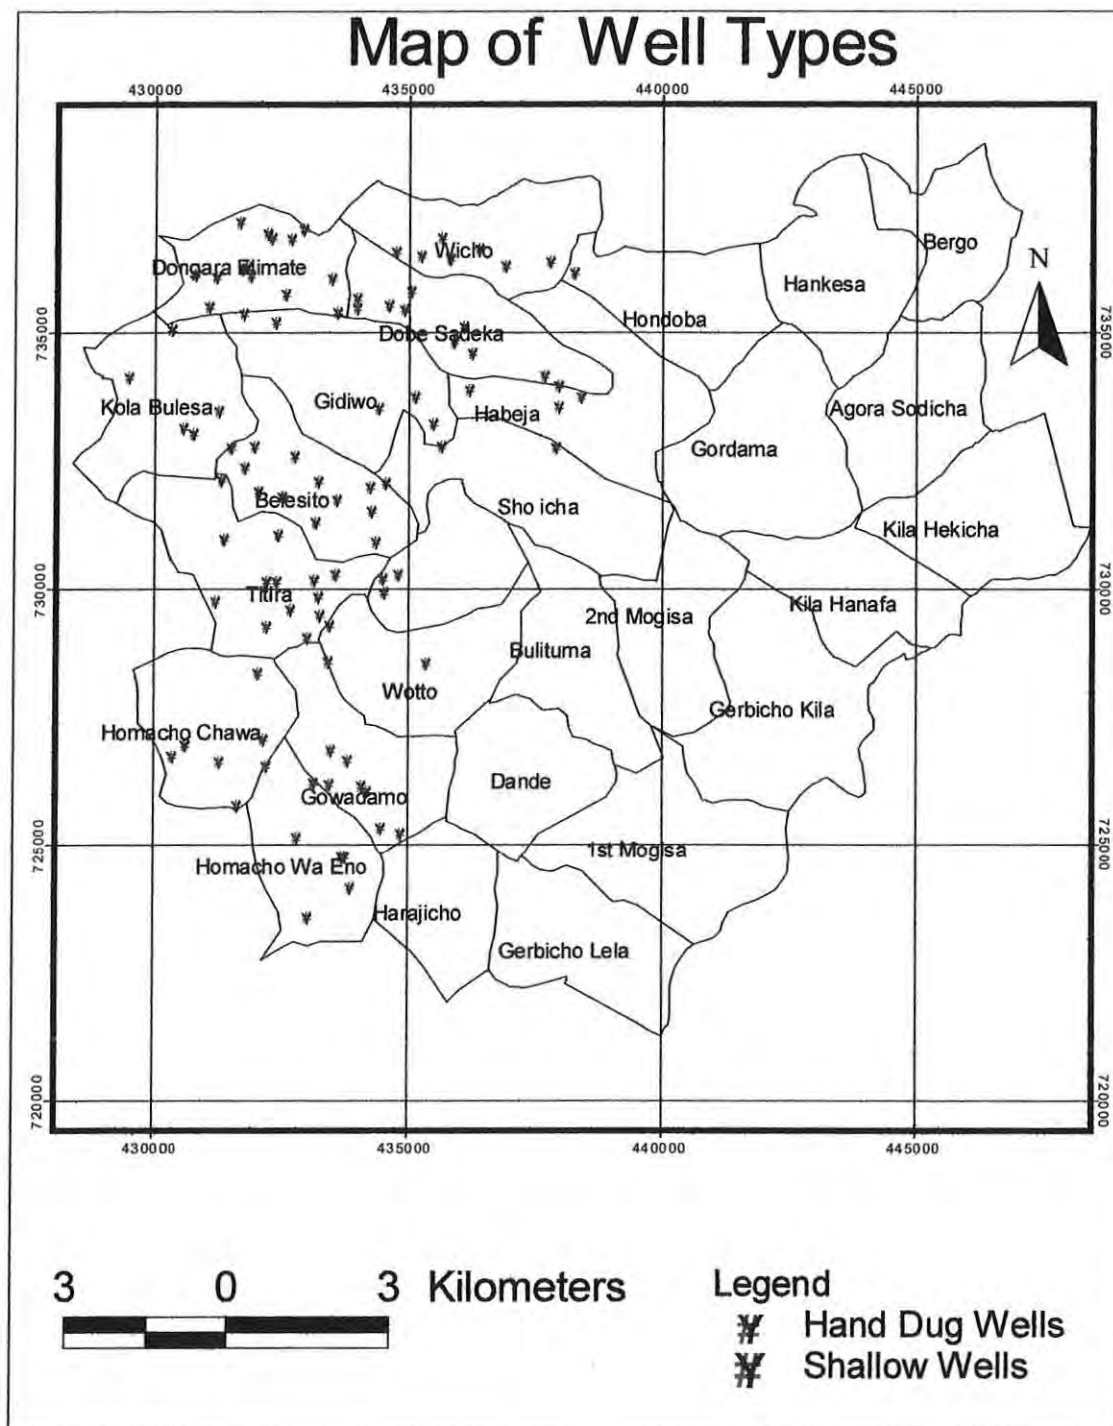 Map of Well Types
430000 435000 440000 445000
Bergo
Wicho
Dongara Elimate
Hankesa
N
Hondoba
Dobe Sadeka
735000 735000
Gidiwo
Kola Bulesa
Habeja
Agora Sodicha
Gordama
Belesito
Sho icha
Kila Hekicha
730000 730000
Titira
2nd Mogisa
Kila Hanafa
Bulituma
Wotto
Gerbicho Kila
Homacho Chawa
Dande
Gowadamo
725000 725000
1st Mogisa
Homacho Wa Eno
Harajicho
Gerbicho Lela
720000 720000
430000 435000 440000 445000
3 0 3 Kilometers
Legend
Hand Dug Wells
Shallow Wells